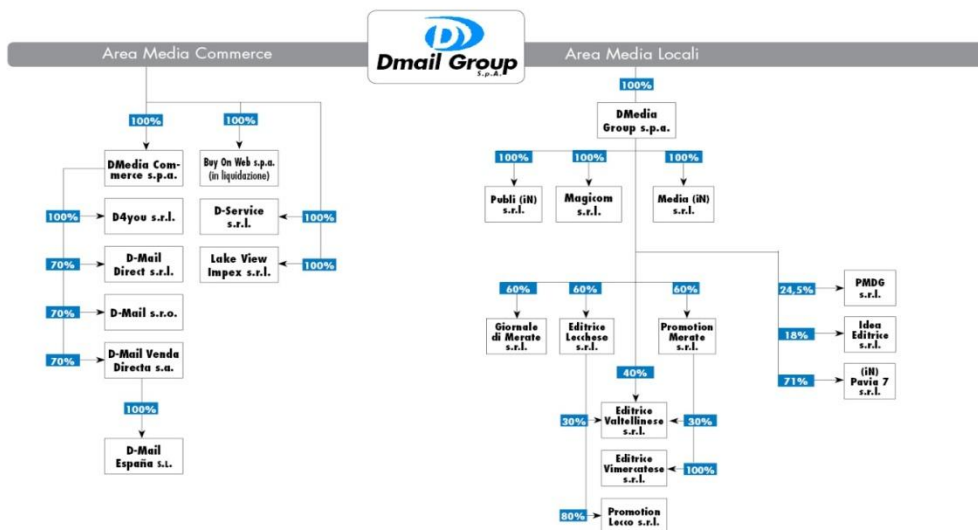 Area Media Commerce
Dmail Group
S.p.A.
Area Media Locali
100%
100%
DMedia Com-
merce s.p.a.
Buy On Web s.p.a.
(in liquidazione)
100%
D4you s.r.l.
D-Service
s.r.l.
100%
70%
D-Mail
Direct s.r.l.
Lake View
Impex s.r.l.
100%
70%
D-Mail s.r.o.
70%
D-Mail Venda
Directa s.a.
100%
D-Mail
España S.L.
100%
DMedia
Group s.p.a.
100%
100%
100%
Publi (iN)
s.r.l.
Magicom
s.r.l.
Media (iN)
s.r.l.
60%
60%
60%
Giornale
di Merate
s.r.l.
Editrice
Lecchese
s.r.l.
Promotion
Merate
s.r.l.
24,5%
PMDG
s.r.l.
18%
Idea
Editrice
s.r.l.
71%
(iN)
Pavia 7
s.r.l.
40%
30%
Editrice
Valtellinese
s.r.l.
30%
Editrice
Vimercatese
s.r.l.
100%
80%
Promotion
Lecco s.r.l.